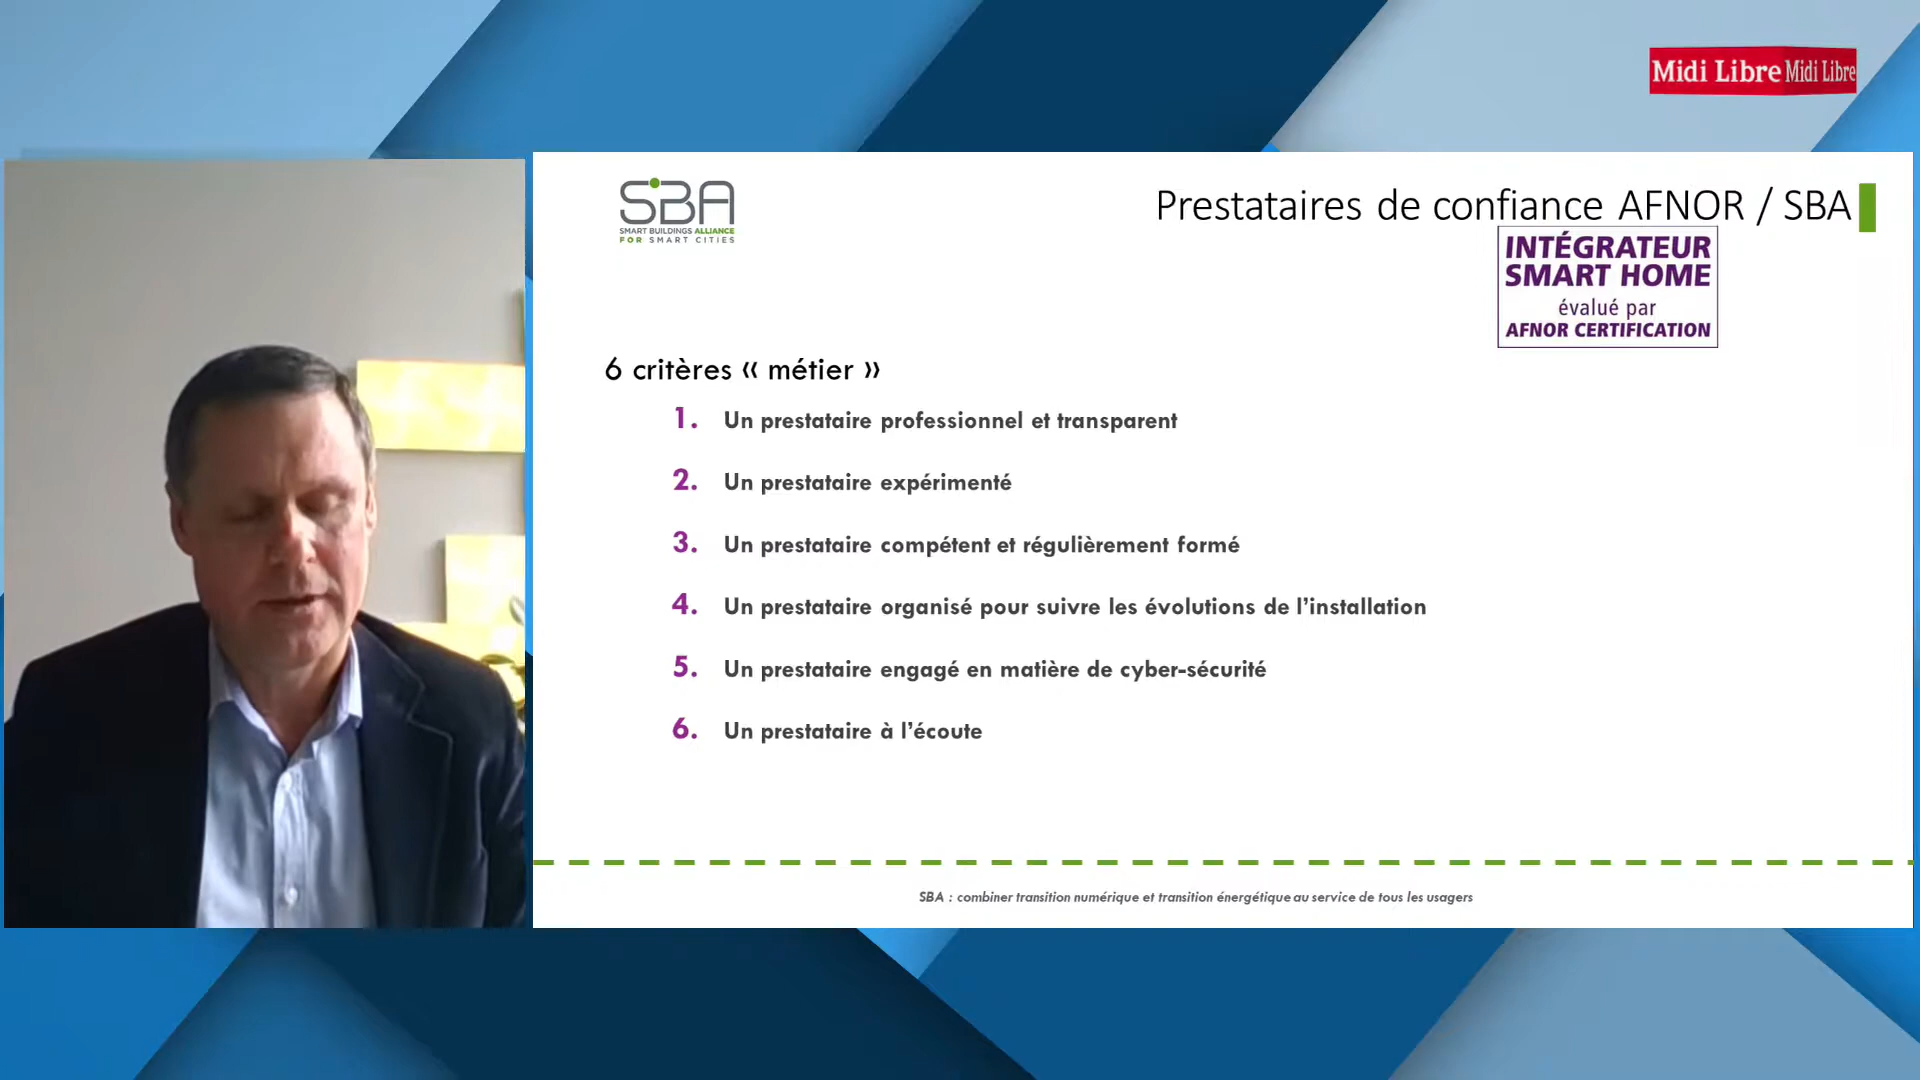 Midi Libre Midi Libre
SBA
SMART BUILDINGS ALLIANCE
FOR SMART CITIES
Prestataires de confiance AFNOR / SBA
INTÉGRATEUR
SMART HOME
évalué par
AFNOR CERTIFICATION
6 critères « métier »
1. Un prestataire professionnel et transparent
2. Un prestataire expérimenté
3. Un prestataire compétent et régulièrement formé
4. Un prestataire organisé pour suivre les évolutions de l’installation
5. Un prestataire engagé en matière de cyber-sécurité
6. Un prestataire à l’écoute
SBA : combiner transition numérique et transition énergétique au service de tous les usagers